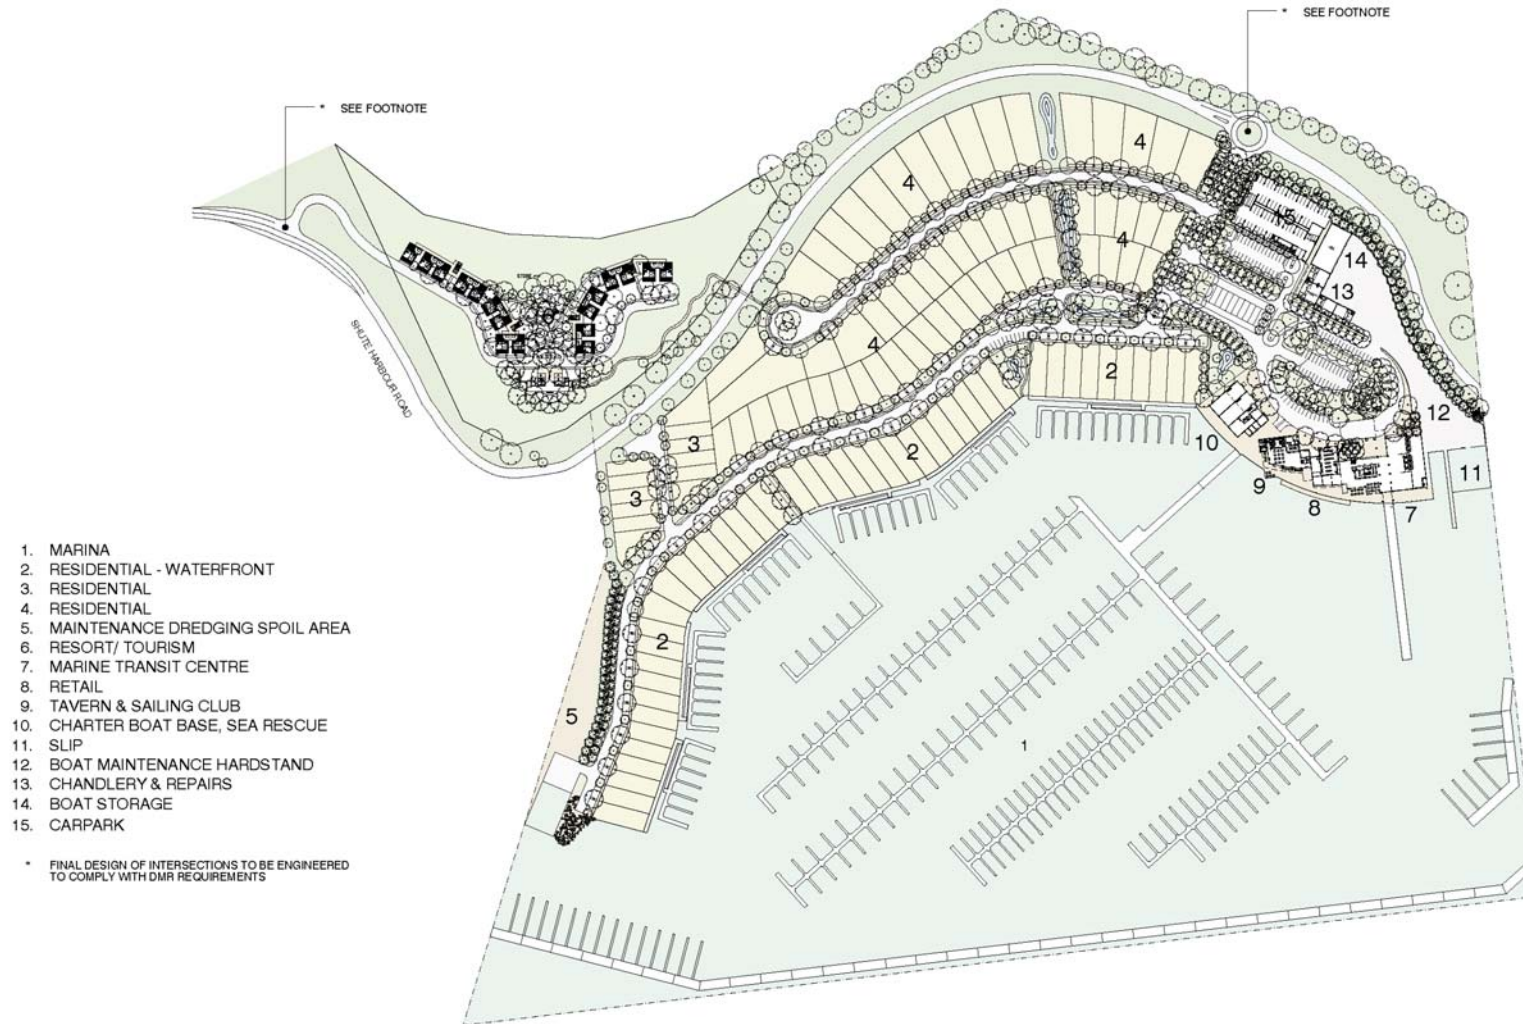 * SEE FOOTNOTE
* SEE FOOTNOTE
SHUTE HARBOUR ROAD
4
4
4
4
15
14
13
12
11
10
9
8
7
3
3
2
2
2
5
1
1. MARINA
2. RESIDENTIAL - WATERFRONT
3. RESIDENTIAL
4. RESIDENTIAL
5. MAINTENANCE DREDGING SPOIL AREA
6. RESORT/ TOURISM
7. MARINE TRANSIT CENTRE
8. RETAIL
9. TAVERN & SAILING CLUB
10. CHARTER BOAT BASE, SEA RESCUE
11. SLIP
12. BOAT MAINTENANCE HARDSTAND
13. CHANDLERY & REPAIRS
14. BOAT STORAGE
15. CARPARK
* FINAL DESIGN OF INTERSECTIONS TO BE ENGINEERED
TO COMPLY WITH DMR REQUIREMENTS